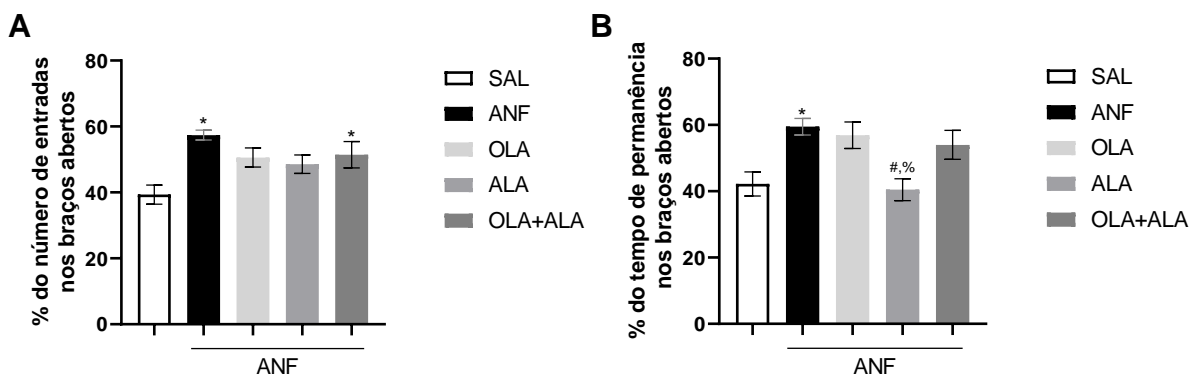 A
% do número de entradas
nos braços abertos
80
60
40
20
0
*
*
ANF
SAL
ANF
OLA
ALA
OLA+ALA
B
% do tempo de permanência
nos braços abertos
80
60
40
20
0
*
#,%
ANF
SAL
ANF
OLA
ALA
OLA+ALA